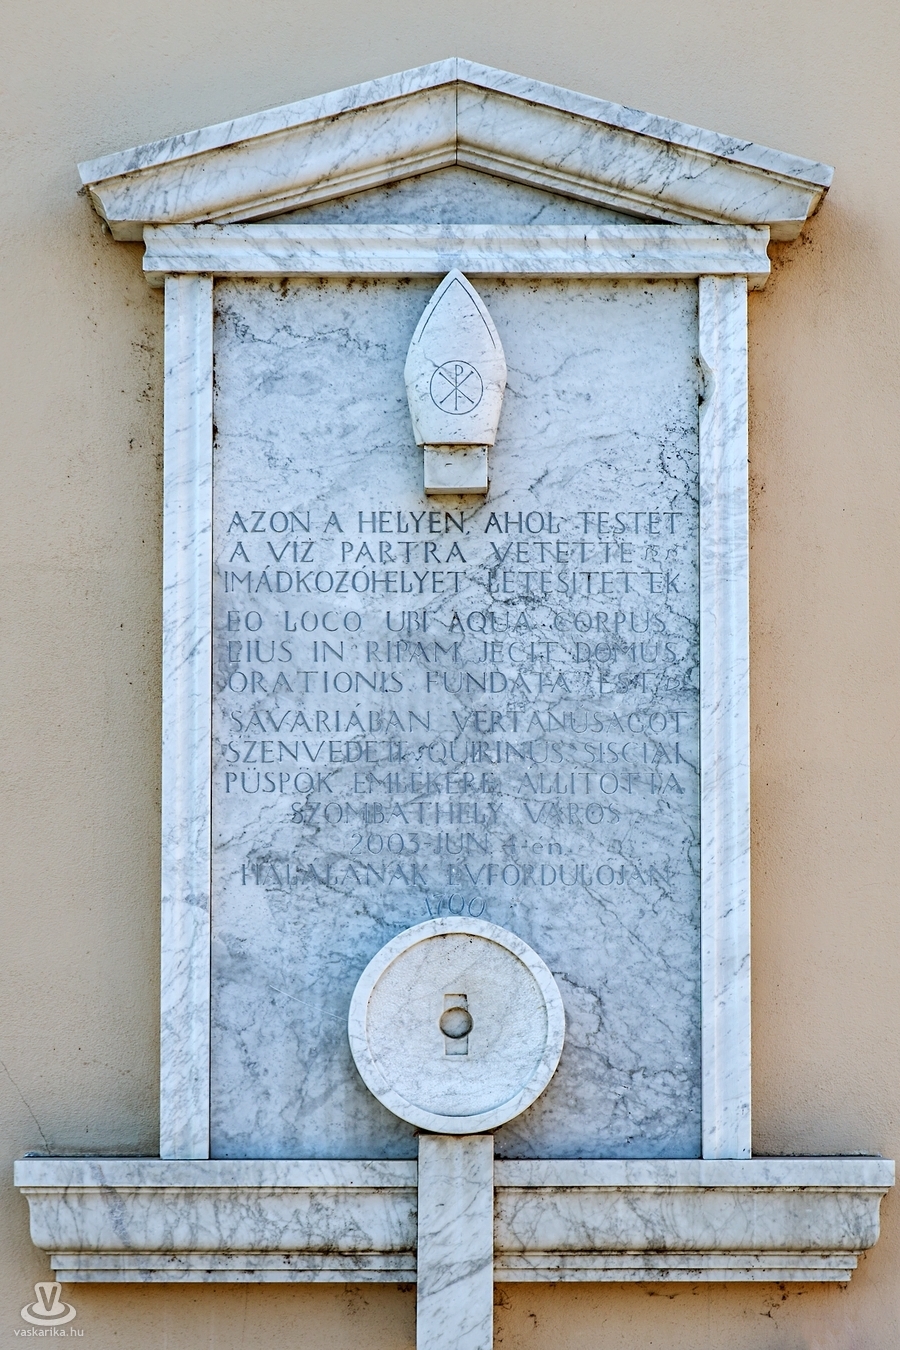 AZON A HELYEN, AHOL TESTÉT
A VÍZ PARTRA VETETTE
IMÁDKOZÓHELYET LÉTESÍTETTEK
EO LOCO UBI AQUA CORPUS
EIUS IN RIPAM JECIT DOMUS
ORATIONIS FUNDATA EST
SAVARIÁBAN VÉRTANÚSÁGOT
SZENVEDETT QUIRINUS SISCIAI
PÜSPÖK EMLÉKÉRE ÁLLÍTOTTA
SZOMBATHELY VÁROS
2003 JÚN 4-én
HALÁLÁNAK ÉVFORDULÓJÁN
1700
vaskarika.hu